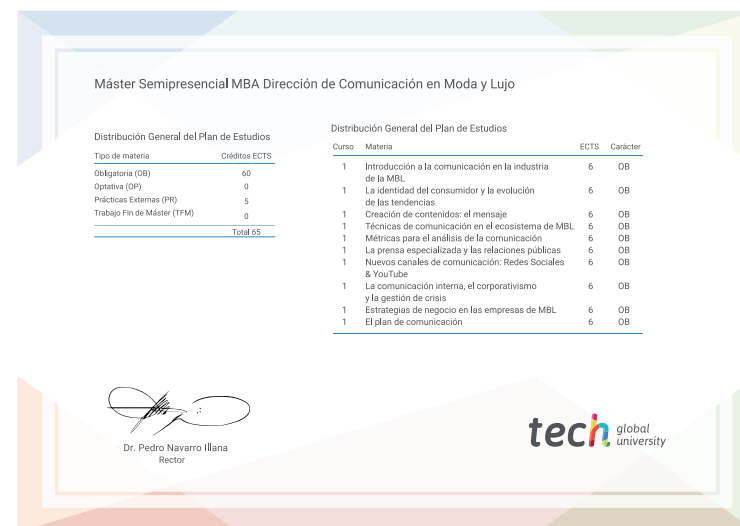 Máster Semipresencial MBA Dirección de Comunicación en Moda y Lujo
Distribución General del Plan de Estudios
Tipo de materia Créditos ECTS
Obligatoria (OB) 60
Optativa (OP) 0
Prácticas Externas (PR) 5
Trabajo Fin de Máster (TFM) 0
Total 65
Distribución General del Plan de Estudios
Curso Materia ECTS Carácter
1 Introducción a la comunicación en la industria 6 OB
de la MBL
1 La identidad del consumidor y la evolución 6 OB
de las tendencias
1 Creación de contenidos: el mensaje 6 OB
1 Técnicas de comunicación en el ecosistema de MBL 6 OB
1 Métricas para el análisis de la comunicación 6 OB
1 La prensa especializada y las relaciones públicas 6 OB
1 Nuevos canales de comunicación: Redes Sociales 6 OB
& YouTube
1 La comunicación interna, el corporativismo 6 OB
y la gestión de crisis
1 Estrategias de negocio en las empresas de MBL 6 OB
1 El plan de comunicación 6 OB
Dr. Pedro Navarro Illana
Rector
tech global
university